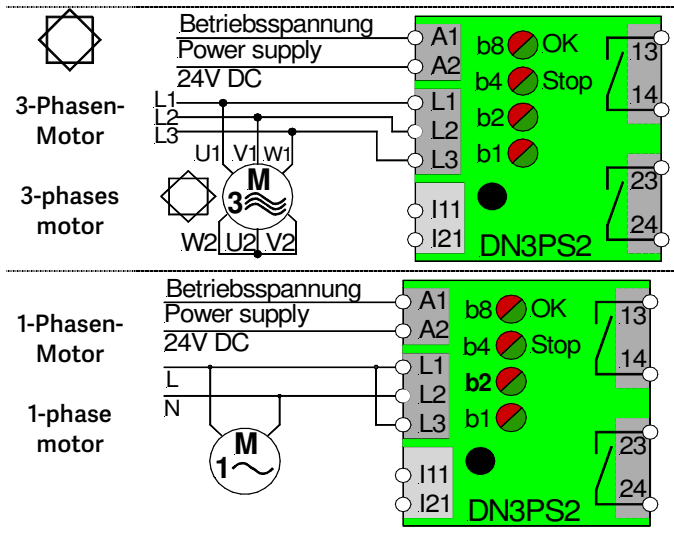 Betriebsspannung
Power supply
24V DC
3-Phasen-
Motor
3-phases
motor
L1
L2
L3
U1 V1 W1
M
3
W2 U2 V2
A1
A2
L1
L2
L3
I11
I21
b8 OK
b4 Stop
b2
b1
DN3PS2
13
14
23
24
Betriebsspannung
Power supply
24V DC
1-Phasen-
Motor
1-phase
motor
L
N
M
1
A1
A2
L1
L2
L3
I11
I21
b8 OK
b4 Stop
b2
b1
DN3PS2
13
14
23
24